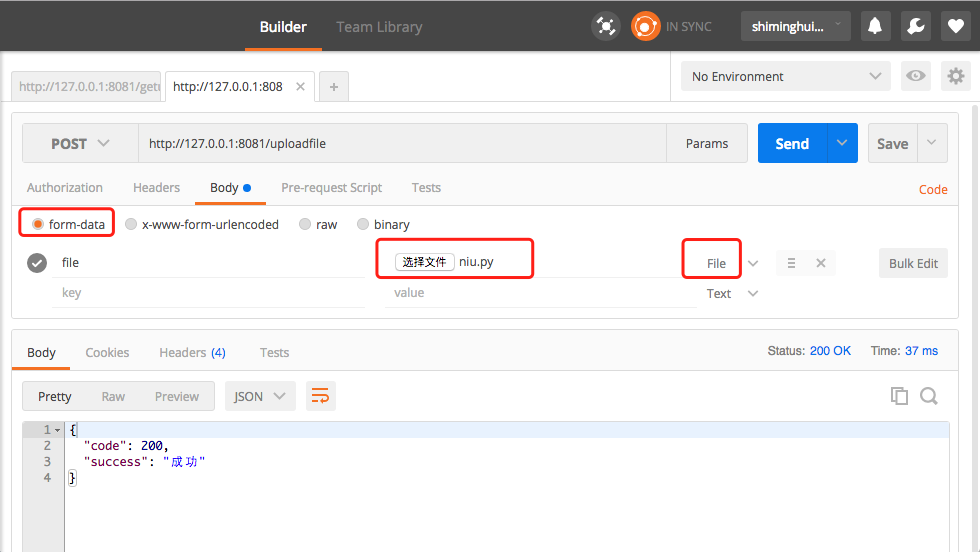 Builder Team Library IN SYNC shiminghui...
http://127.0.0.1:8081/get http://127.0.0.1:808 × + No Environment
POST http://127.0.0.1:8081/uploadfile Params Send Save
Authorization Headers Body Pre-request Script Tests Code
form-data x-www-form-urlencoded raw binary
file 选择文件 niu.py File Bulk Edit
key value Text
Body Cookies Headers (4) Tests Status: 200 OK Time: 37 ms
Pretty Raw Preview JSON
1 {
2 "code": 200,
3 "success": "成功"
4 }